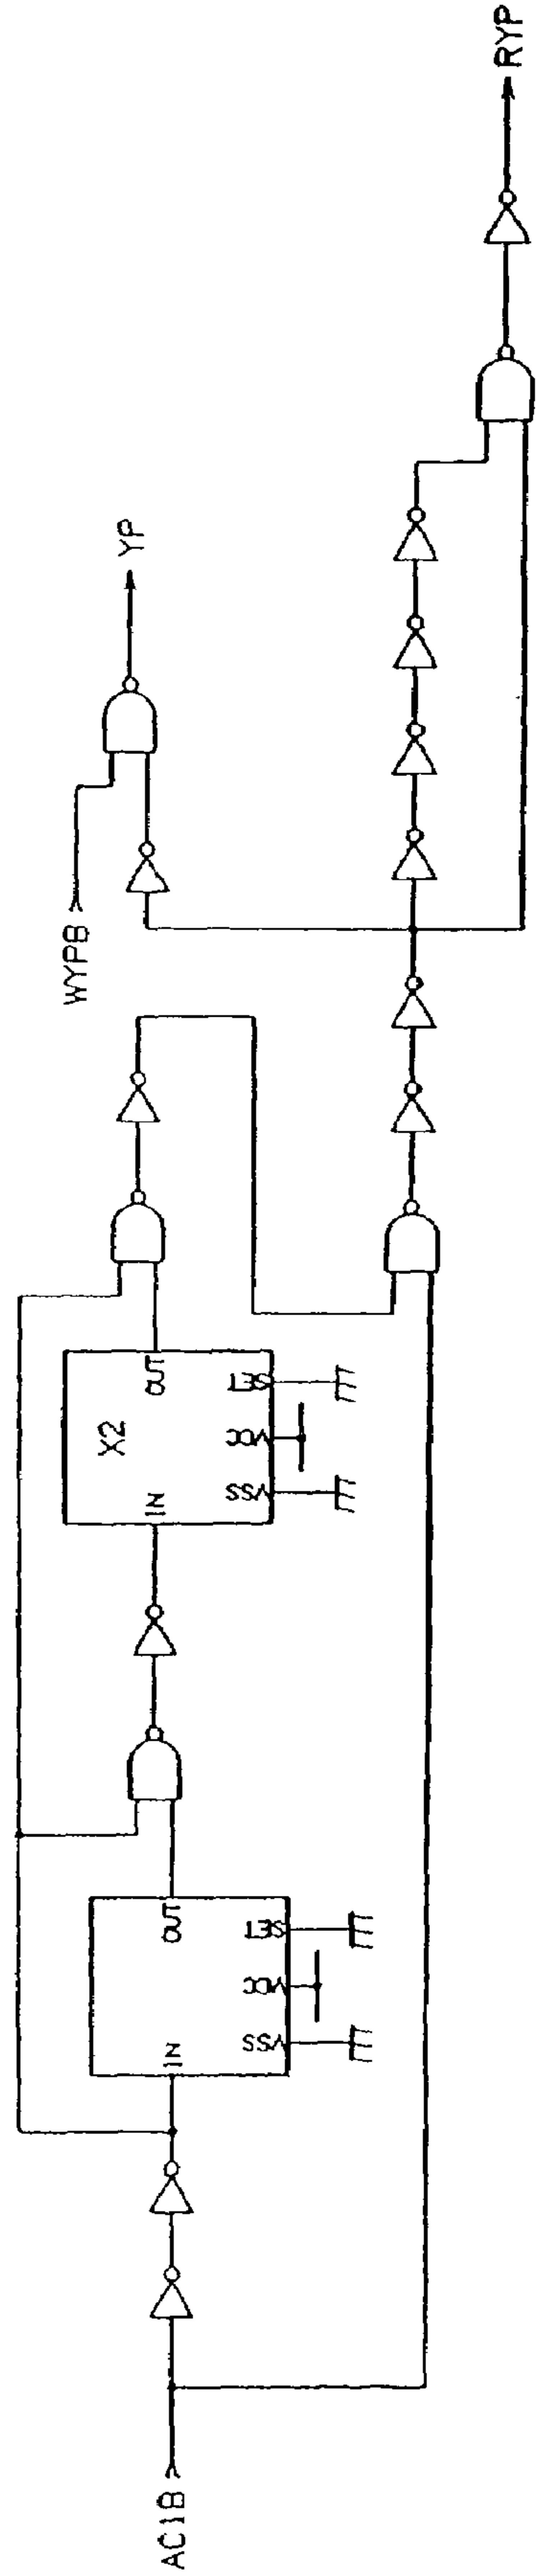 RYP
YP
WYPB
OUT
X2
IN
SET
VCC
VSS
OUT
IN
SET
VCC
VSS
AC1B